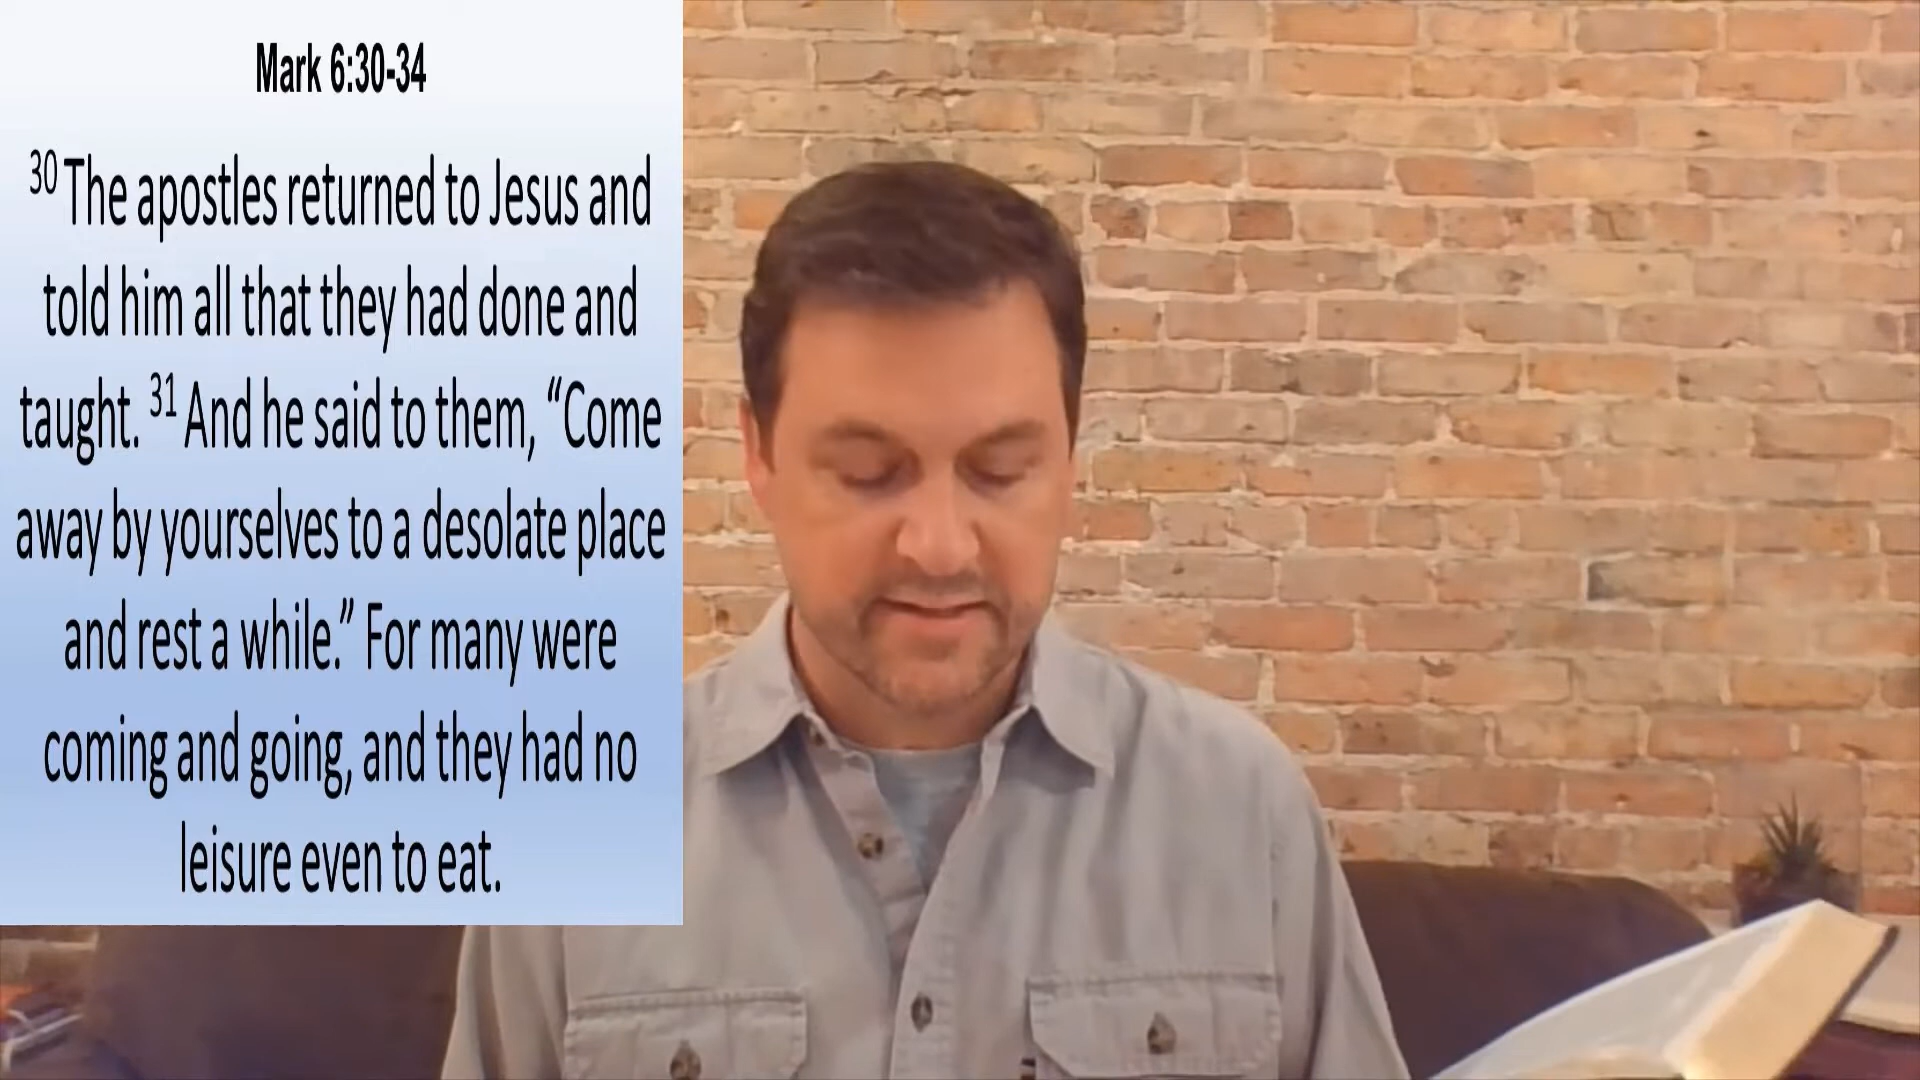 Mark 6:30-34
30 The apostles returned to Jesus and
told him all that they had done and
taught. 31 And he said to them, “Come
away by yourselves to a desolate place
and rest a while.” For many were
coming and going, and they had no
leisure even to eat.